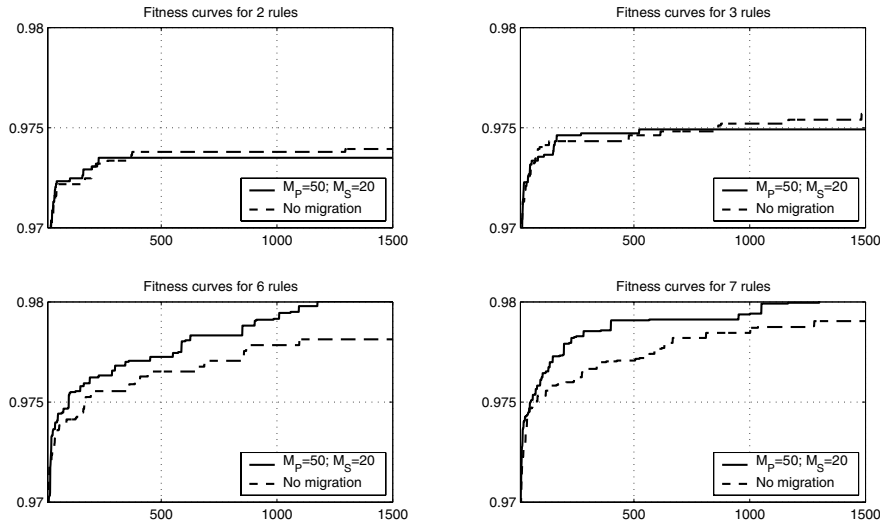 Fitness curves for 2 rules
0.98
0.975
0.97
500
1000
1500
M_P=50; M_S=20
No migration
Fitness curves for 3 rules
0.98
0.975
0.97
500
1000
1500
M_P=50; M_S=20
No migration
Fitness curves for 6 rules
0.98
0.975
0.97
500
1000
1500
M_P=50; M_S=20
No migration
Fitness curves for 7 rules
0.98
0.975
0.97
500
1000
1500
M_P=50; M_S=20
No migration